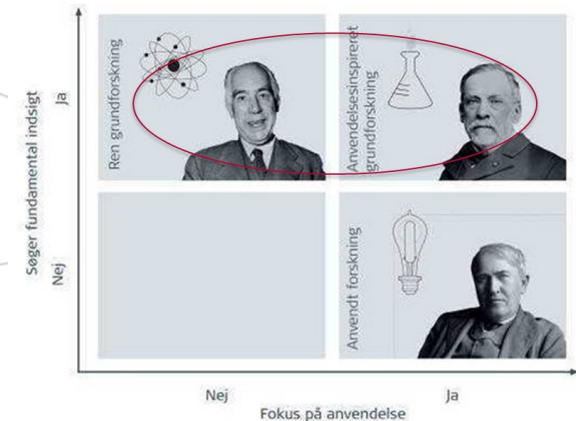 Søger fundamental indsigt
Ja
Nej
Ren grundforskning
Anvendelsesinspireret
grundforskning
Anvendt forskning
Nej
Ja
Fokus på anvendelse